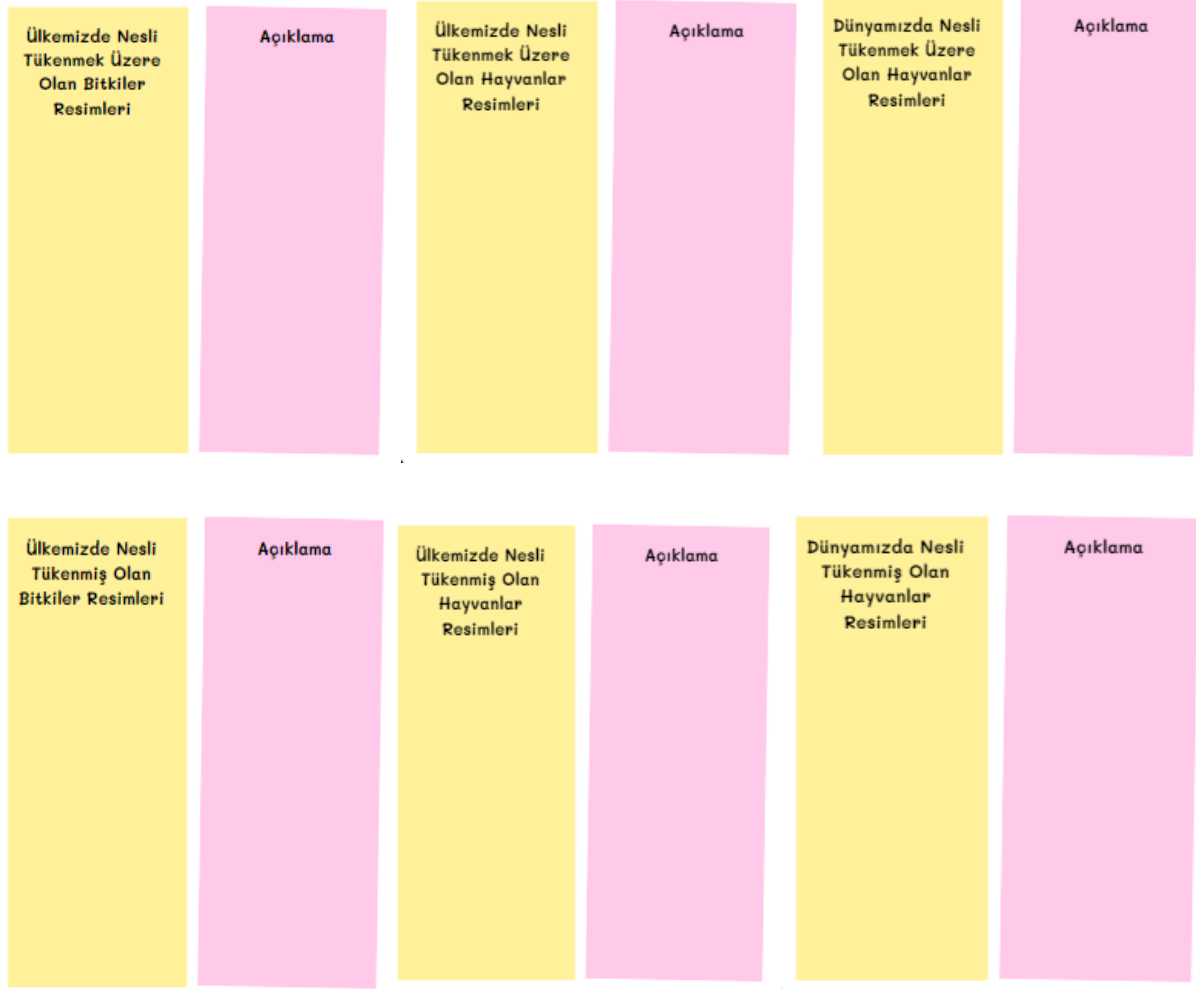 Ülkemizde Nesli
Tükenmek Üzere
Olan Bitkiler
Resimleri
Açıklama
Ülkemizde Nesli
Tükenmek Üzere
Olan Hayvanlar
Resimleri
Açıklama
Dünyamızda Nesli
Tükenmek Üzere
Olan Hayvanlar
Resimleri
Açıklama
Ülkemizde Nesli
Tükenmiş Olan
Bitkiler Resimleri
Açıklama
Ülkemizde Nesli
Tükenmiş Olan
Hayvanlar
Resimleri
Açıklama
Dünyamızda Nesli
Tükenmiş Olan
Hayvanlar
Resimleri
Açıklama